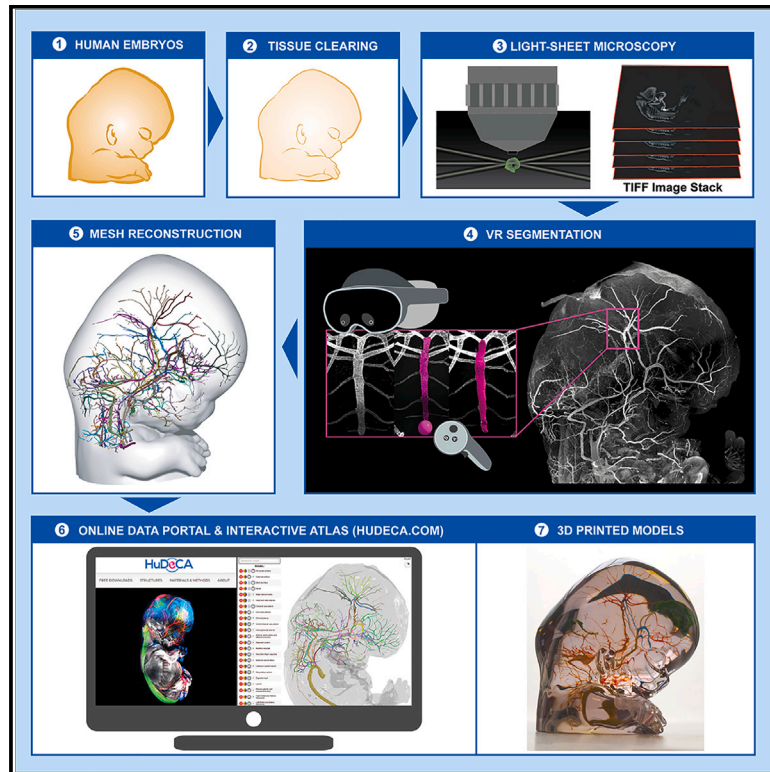 1 HUMAN EMBRYOS
2 TISSUE CLEARING
3 LIGHT-SHEET MICROSCOPY
TIFF Image Stack
5 MESH RECONSTRUCTION
4 VR SEGMENTATION
6 ONLINE DATA PORTAL & INTERACTIVE ATLAS (HUDECA.COM)
HuDeCA
FREE DOWNLOADS STRUCTURES MATERIALS & METHODS ABOUT
7 3D PRINTED MODELS